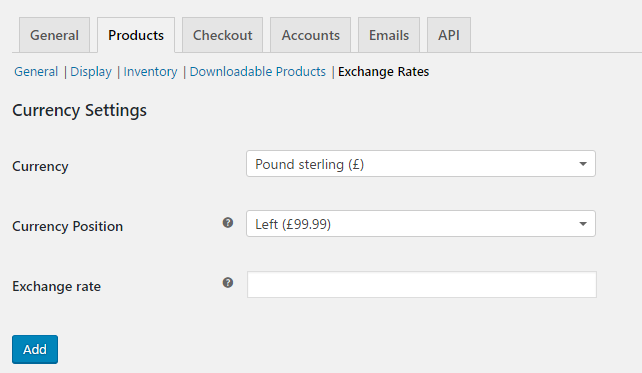 General Products Checkout Accounts Emails API
General | Display | Inventory | Downloadable Products | Exchange Rates
Currency Settings
Currency Pound sterling (£)
Currency Position ? Left (£99.99)
Exchange rate ?
Add